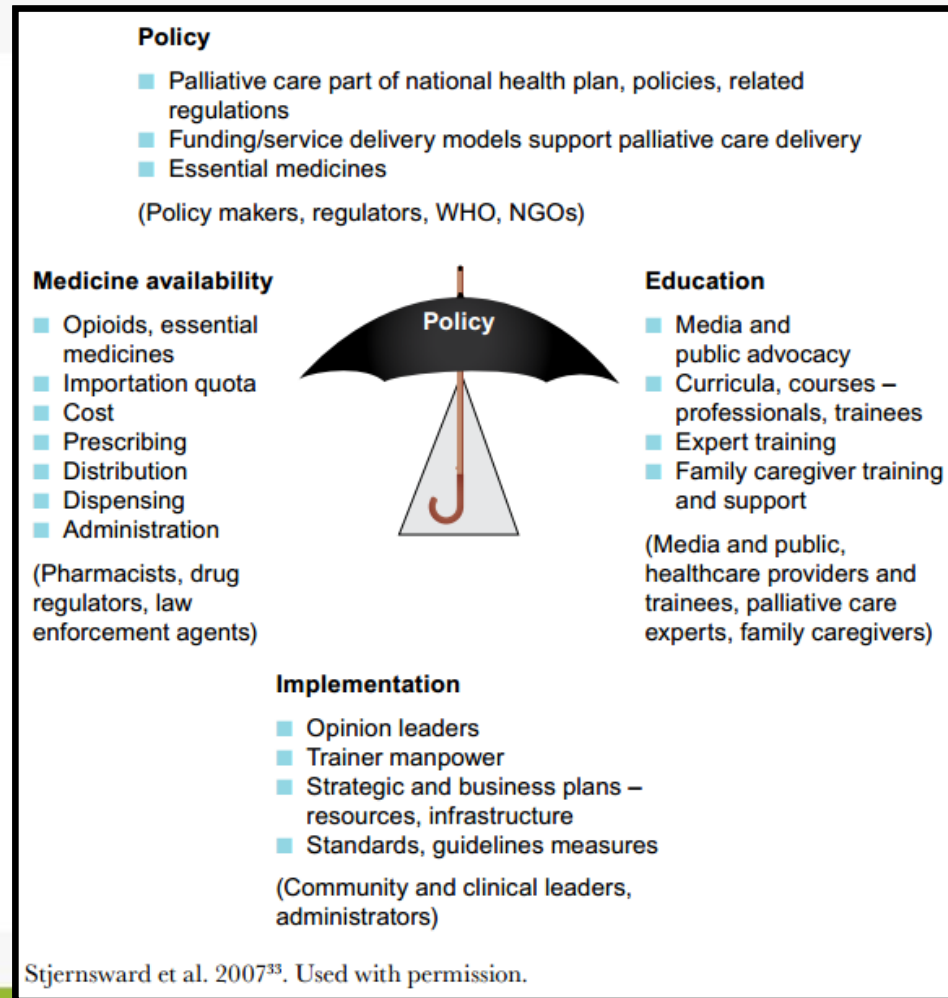 Policy
■ Palliative care part of national health plan, policies, related
regulations
■ Funding/service delivery models support palliative care delivery
■ Essential medicines
(Policy makers, regulators, WHO, NGOs)
Medicine availability
■ Opioids, essential
medicines
■ Importation quota
■ Cost
■ Prescribing
■ Distribution
■ Dispensing
■ Administration
(Pharmacists, drug
regulators, law
enforcement agents)
Policy
Education
■ Media and
public advocacy
■ Curricula, courses –
professionals, trainees
■ Expert training
■ Family caregiver training
and support
(Media and public,
healthcare providers and
trainees, palliative care
experts, family caregivers)
Implementation
■ Opinion leaders
■ Trainer manpower
■ Strategic and business plans –
resources, infrastructure
■ Standards, guidelines measures
(Community and clinical leaders,
administrators)
Stjernsward et al. 2007³³. Used with permission.